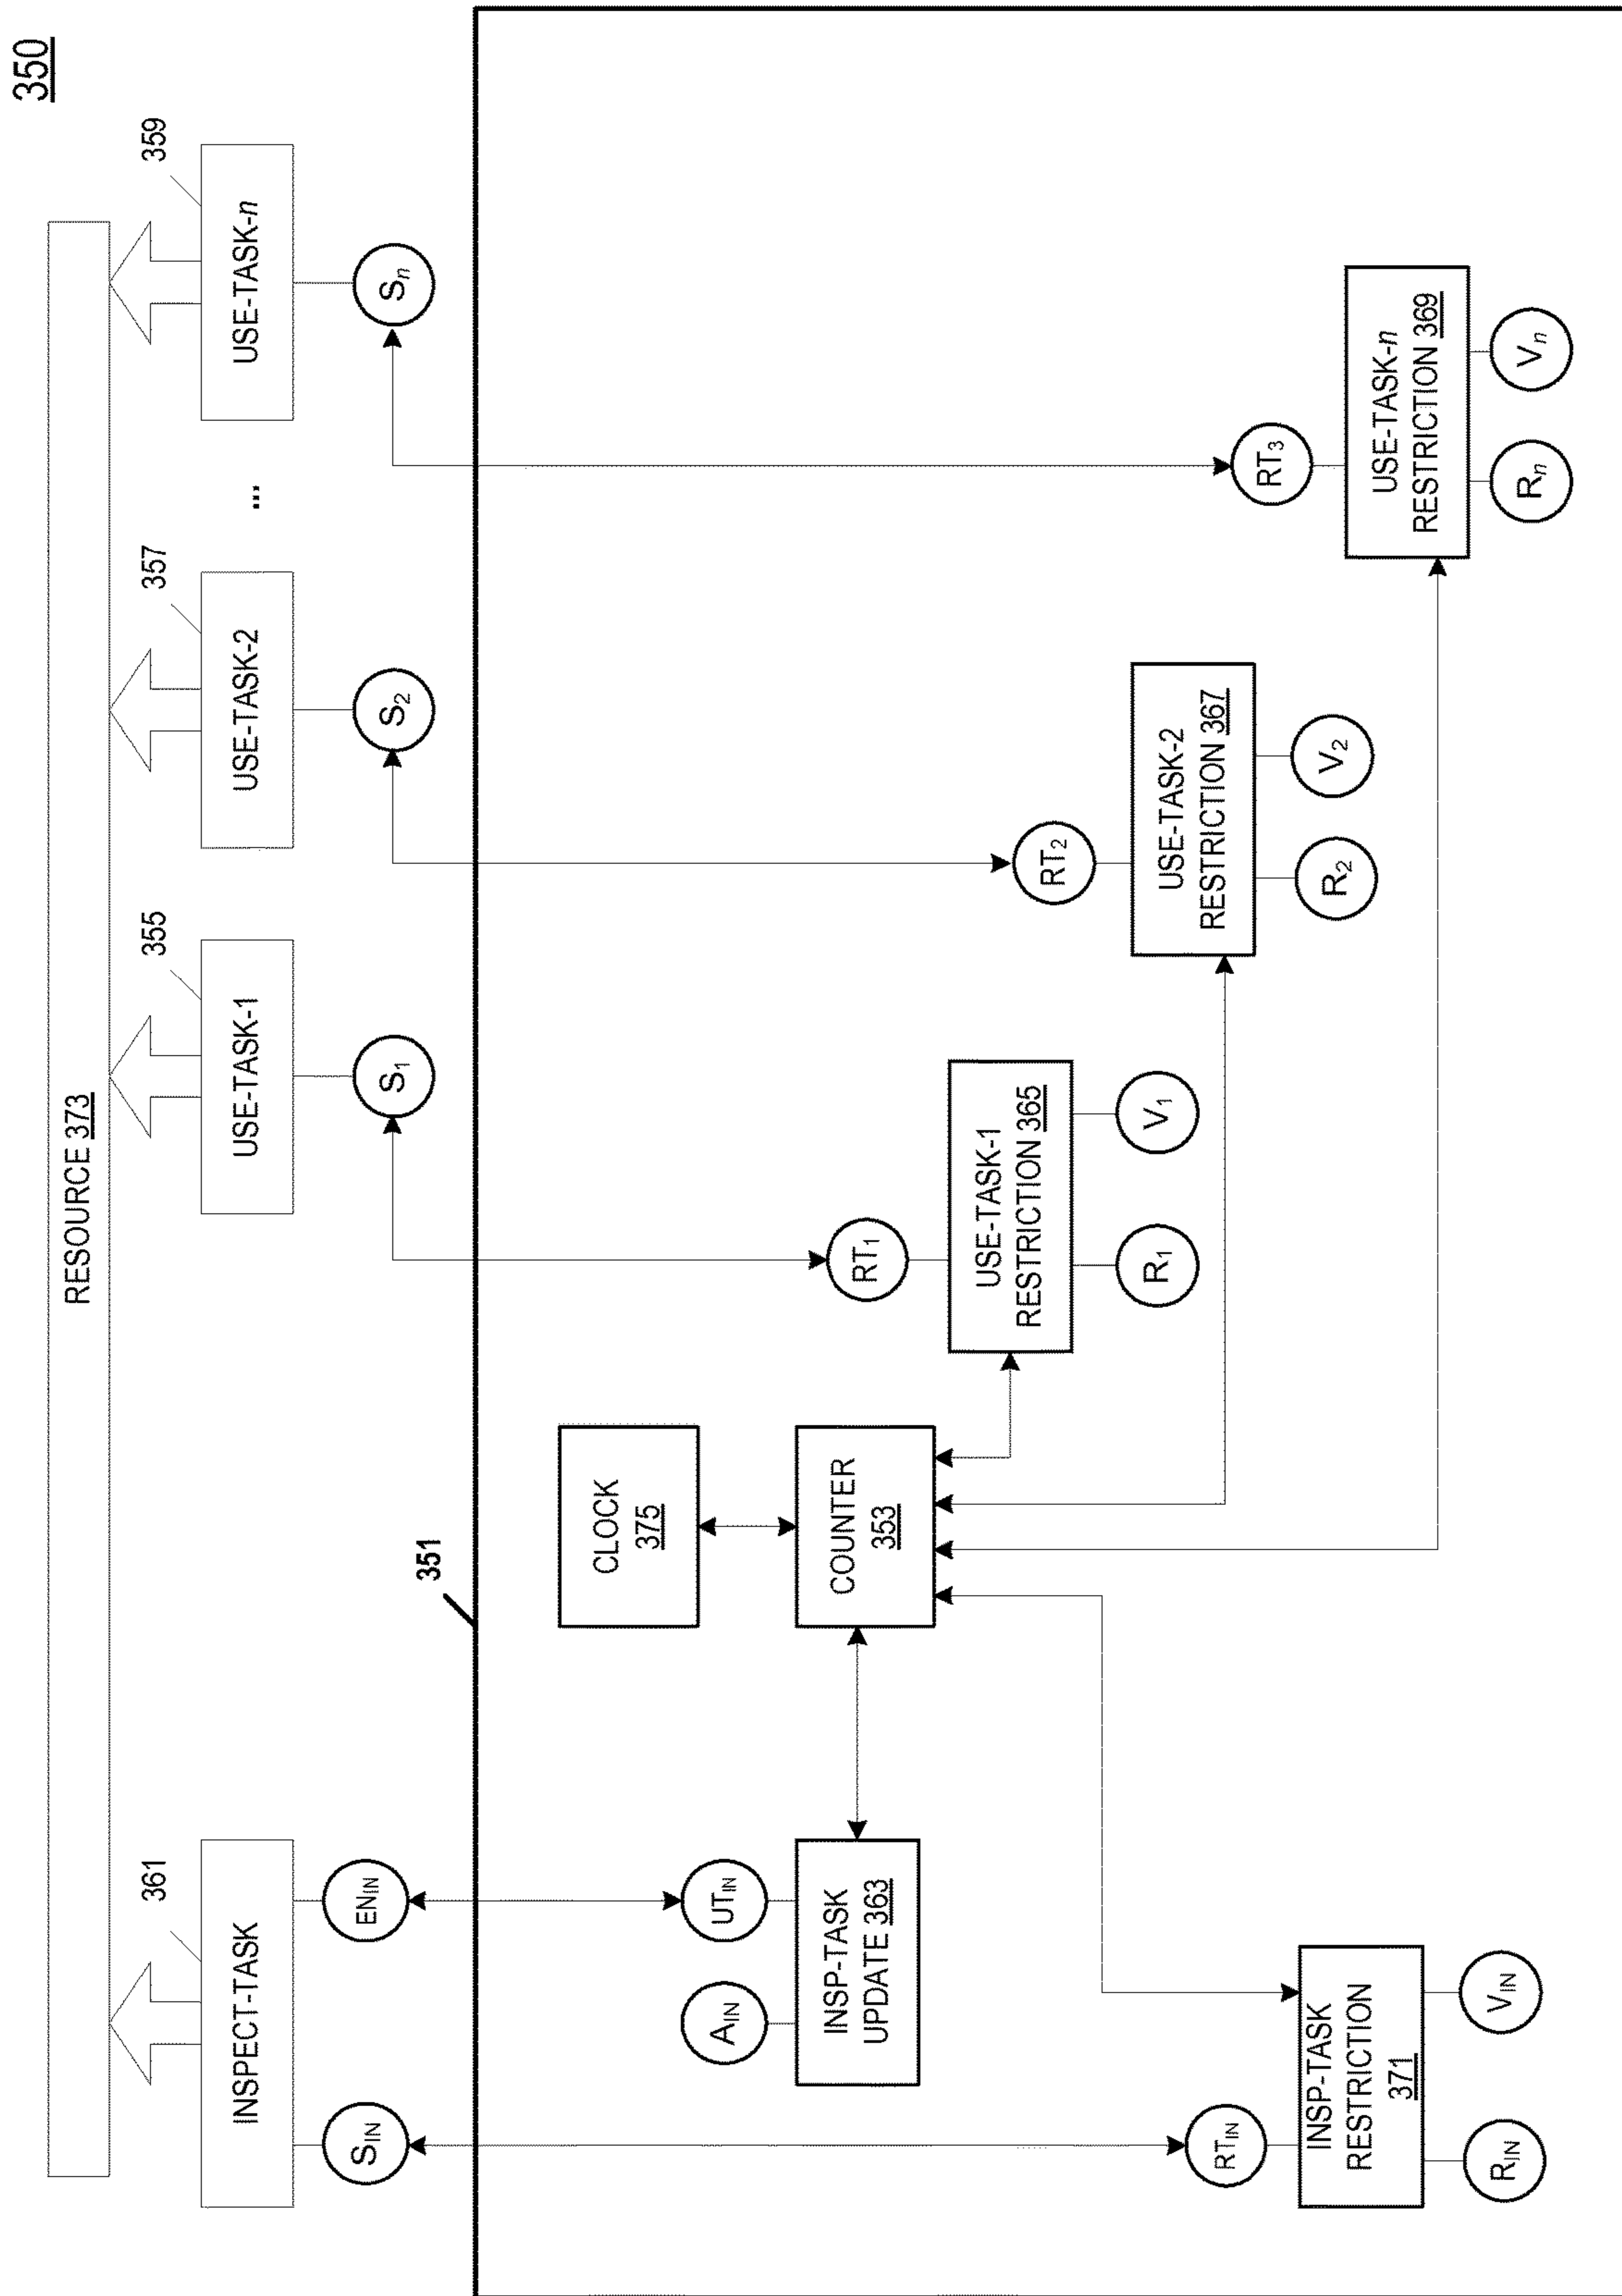 350
RESOURCE 373
361
355
357
359
INSPECT-TASK
USE-TASK-1
USE-TASK-2
...
USE-TASK-n
SIN
ENIN
S1
S2
Sn
351
CLOCK
375
AIN
UTIN
INSP-TASK
UPDATE 363
COUNTER
353
RT1
USE-TASK-1
RESTRICTION 365
R1
V1
RT2
USE-TASK-2
RESTRICTION 367
R2
V2
RT3
USE-TASK-n
RESTRICTION 369
Rn
Vn
RTIN
INSP-TASK
RESTRICTION
371
RIN
VIN